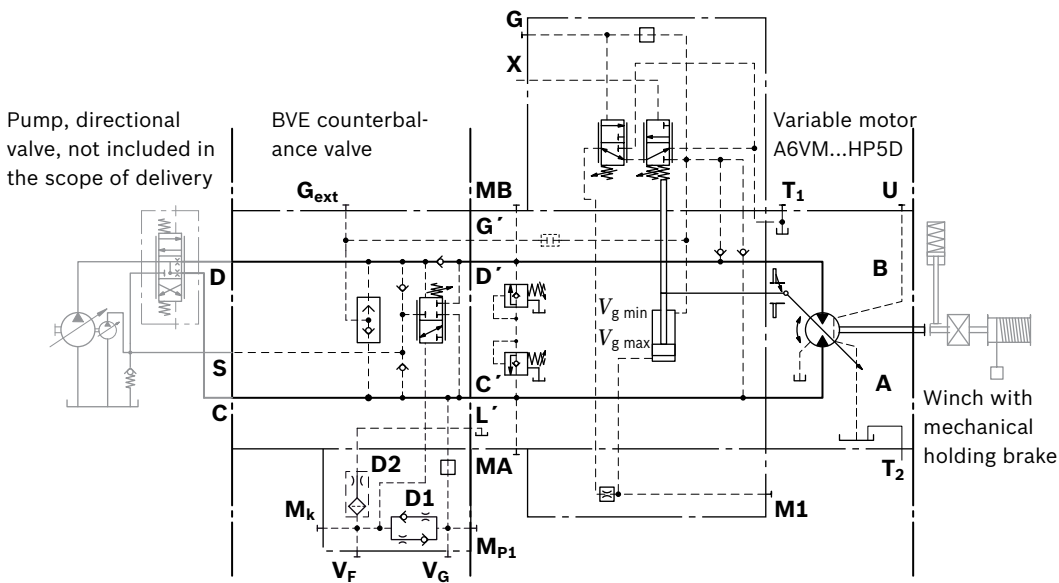 G
X
Pump, directional
valve, not included in
the scope of delivery
BVE counterbal-
ance valve
Variable motor
A6VM...HP5D
Gext
MB
T1
U
G´
D
D´
B
Vg min
Vg max
S
C´
A
C
L´
Winch with
mechanical
holding brake
D2
MA
T2
D1
Mk
MP1
M1
VF
VG